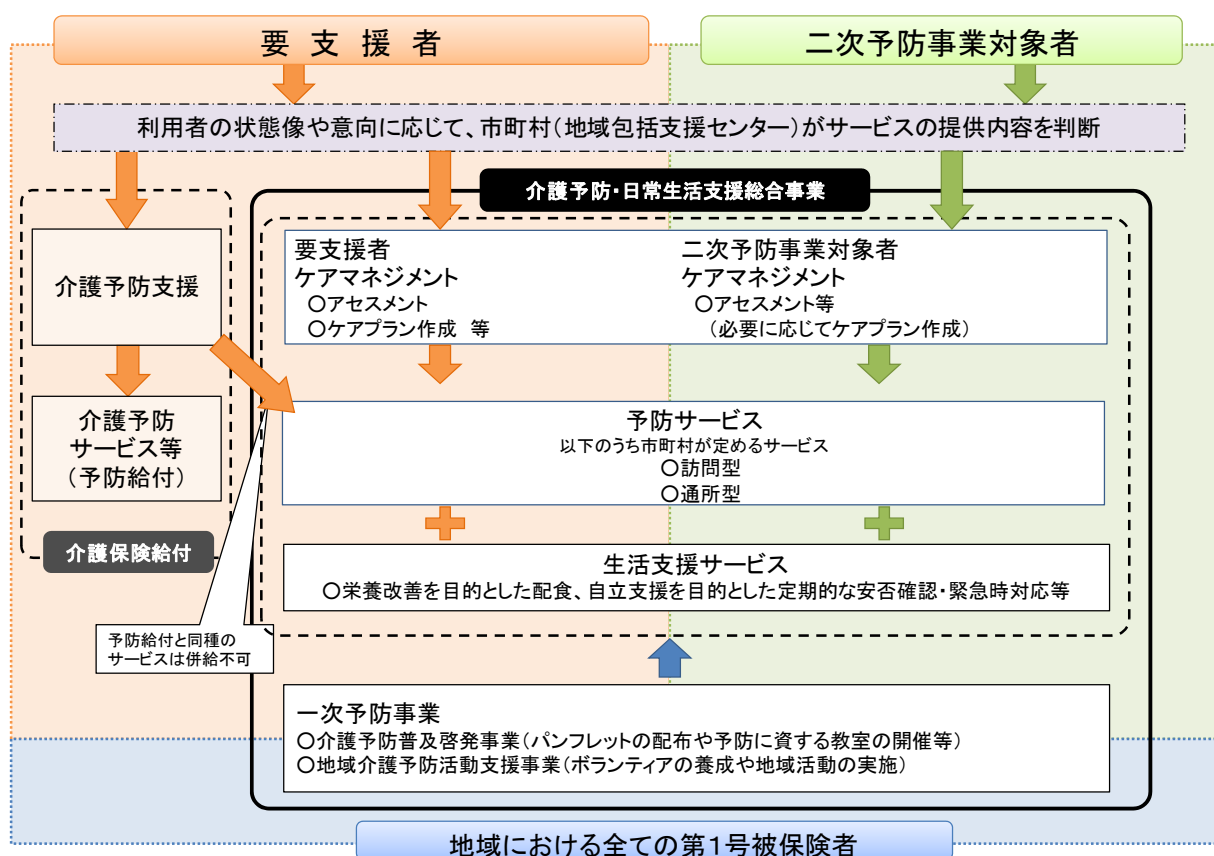 要 支 援 者
二次予防事業対象者
利用者の状態像や意向に応じて、市町村（地域包括支援センター）がサービスの提供内容を判断
介護予防・日常生活支援総合事業
介護予防支援
要支援者
ケアマネジメント
○アセスメント
○ケアプラン作成 等
二次予防事業対象者
ケアマネジメント
○アセスメント等
（必要に応じてケアプラン作成）
介護予防
サービス等
（予防給付）
介護保険給付
予防サービス
以下のうち市町村が定めるサービス
○訪問型
○通所型
生活支援サービス
○栄養改善を目的とした配食、自立支援を目的とした定期的な安否確認・緊急時対応等
予防給付と同種の
サービスは併給不可
一次予防事業
○介護予防普及啓発事業（パンフレットの配布や予防に資する教室の開催等）
○地域介護予防活動支援事業（ボランティアの養成や地域活動の実施）
地域における全ての第１号被保険者